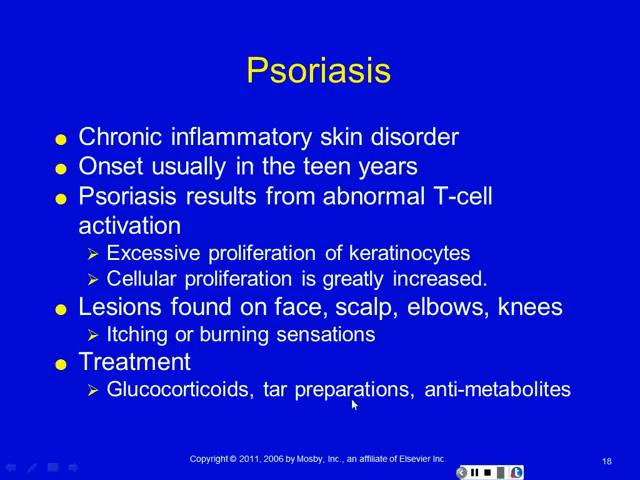 Psoriasis
Chronic inflammatory skin disorder
Onset usually in the teen years
Psoriasis results from abnormal T-cell
activation
Excessive proliferation of keratinocytes
Cellular proliferation is greatly increased.
Lesions found on face, scalp, elbows, knees
Itching or burning sensations
Treatment
Glucocorticoids, tar preparations, anti-metabolites
Copyright © 2011, 2006 by Mosby, Inc., an affiliate of Elsevier Inc.
18